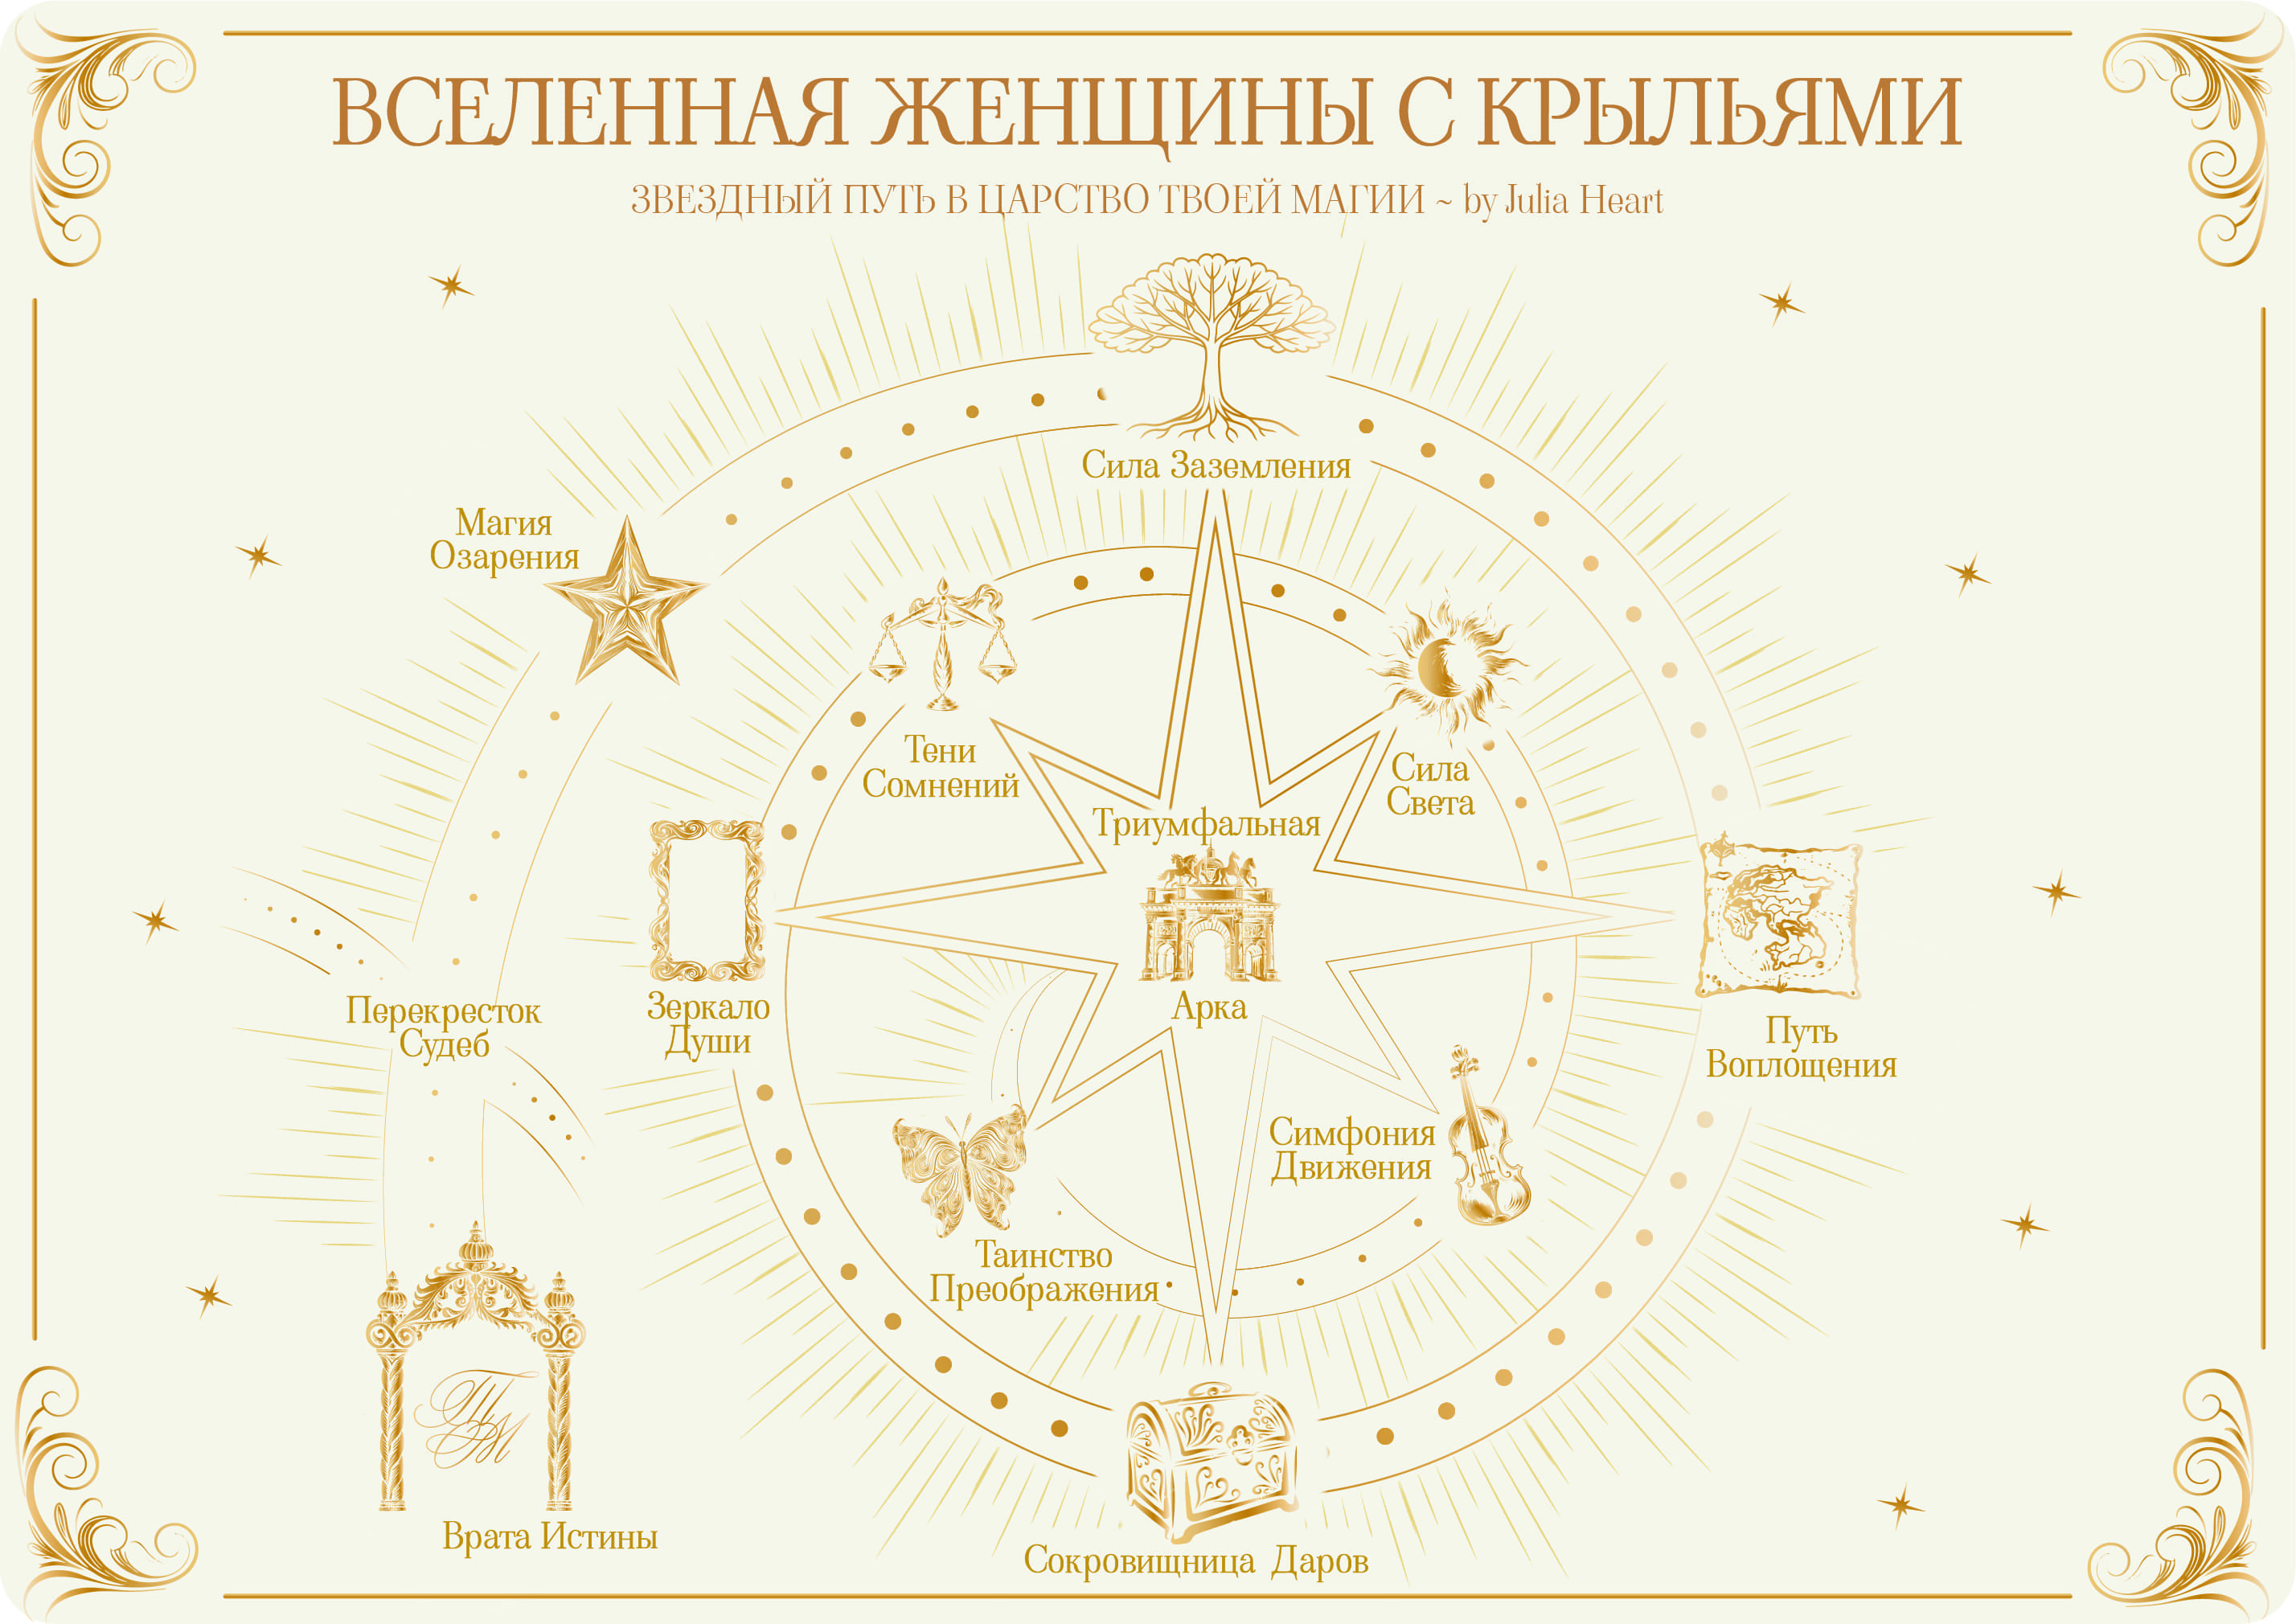 ВСЕЛЕННАЯ ЖЕНЩИНЫ С КРЫЛЬЯМИ
ЗВЕЗДНЫЙ ПУТЬ В ЦАРСТВО ТВОЕЙ МАГИИ ~ by Julia Heart
Сила Заземления
Магия
Озарения
Тени
Сомнений
Сила
Света
Триумфальная
Арка
Перекресток
Судеб
Зеркало
Души
Путь
Воплощения
Симфония
Движения
Таинство
Преображения
Врата Истины
Сокровищница Даров